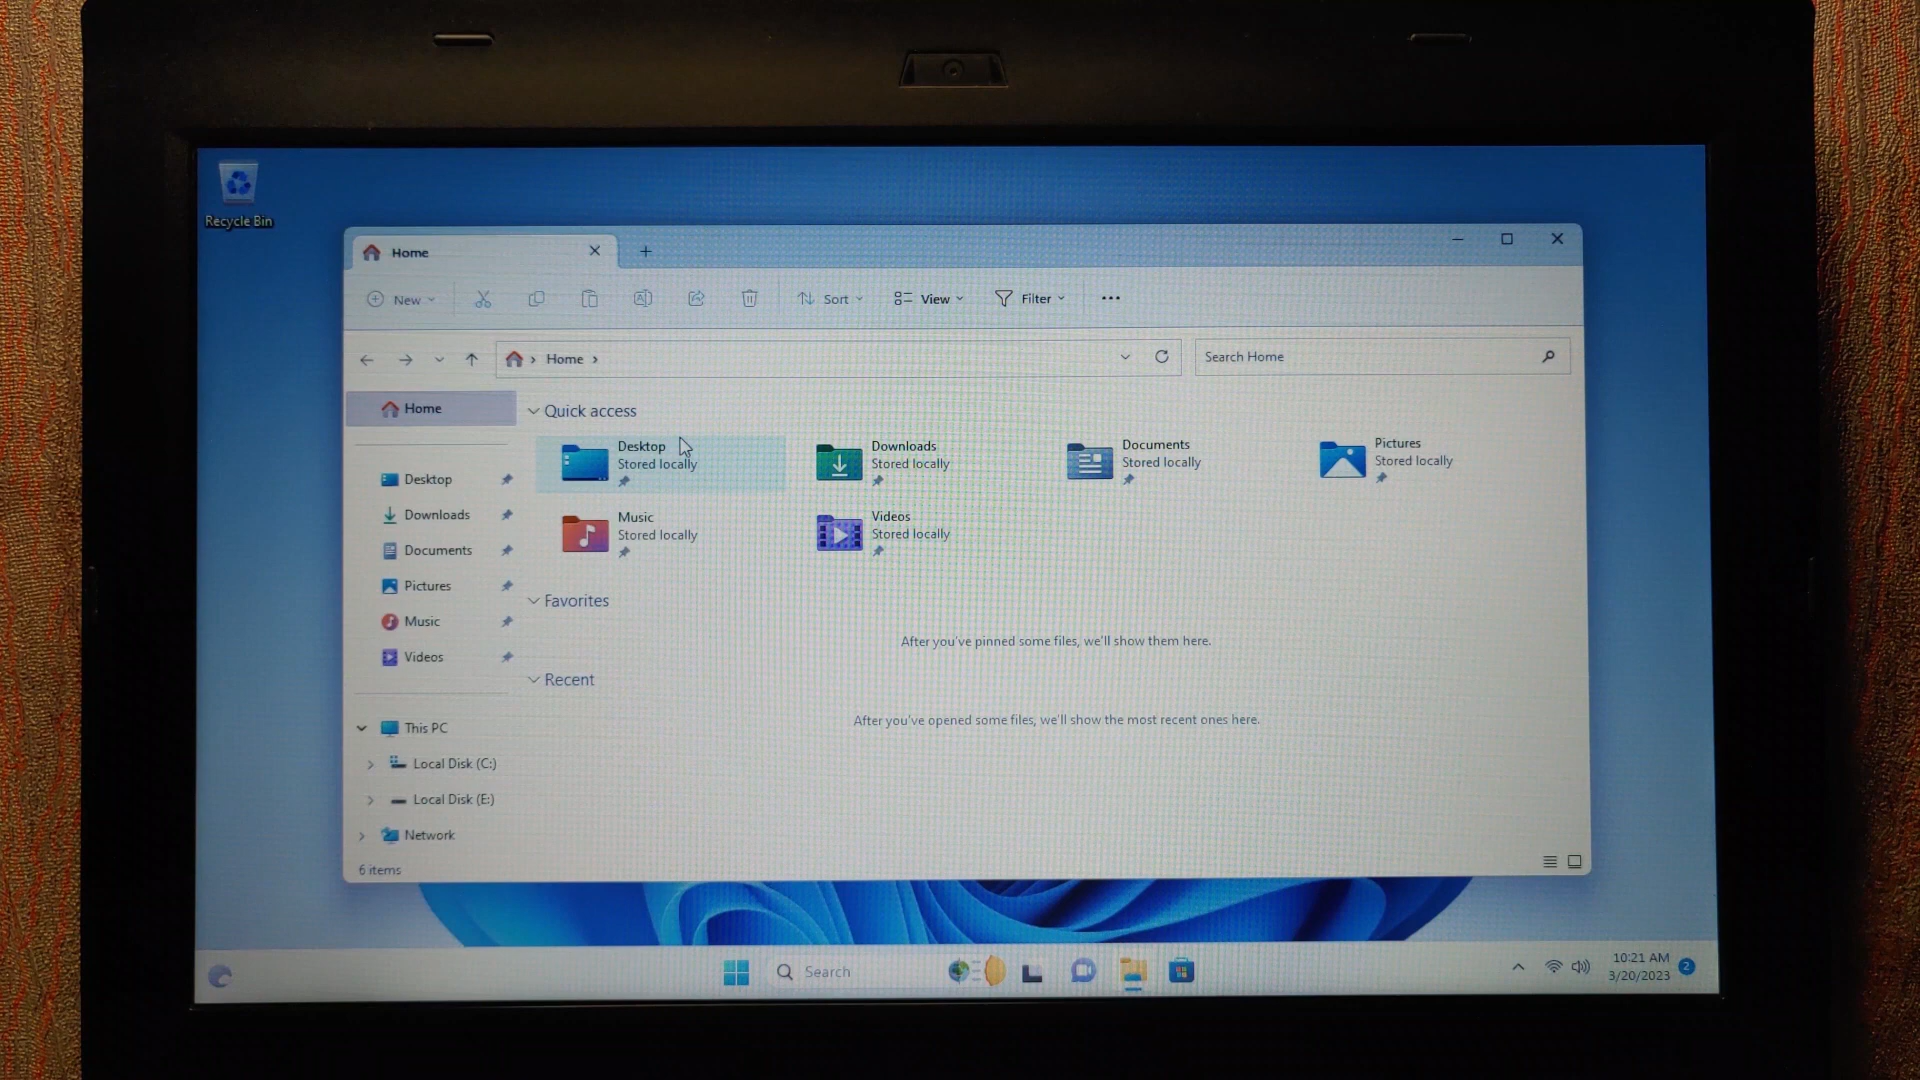 Recycle Bin
Home
New
Sort
View
Filter
Home
Search Home
Home
Desktop
Downloads
Documents
Pictures
Music
Videos
This PC
Local Disk (C:)
Local Disk (E:)
Network
Quick access
Desktop
Stored locally
Downloads
Stored locally
Documents
Stored locally
Pictures
Stored locally
Music
Stored locally
Videos
Stored locally
Favorites
After you've pinned some files, we'll show them here.
Recent
After you've opened some files, we'll show the most recent ones here.
6 items
Search
10:21 AM
3/20/2023
2